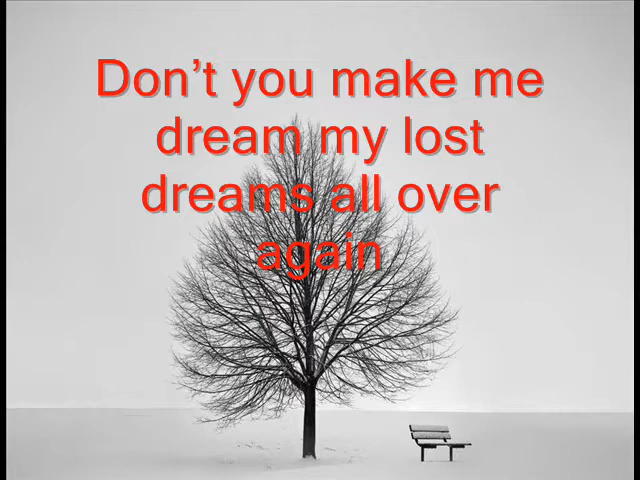 Don’t you make me
dream my lost
dreams all over
again